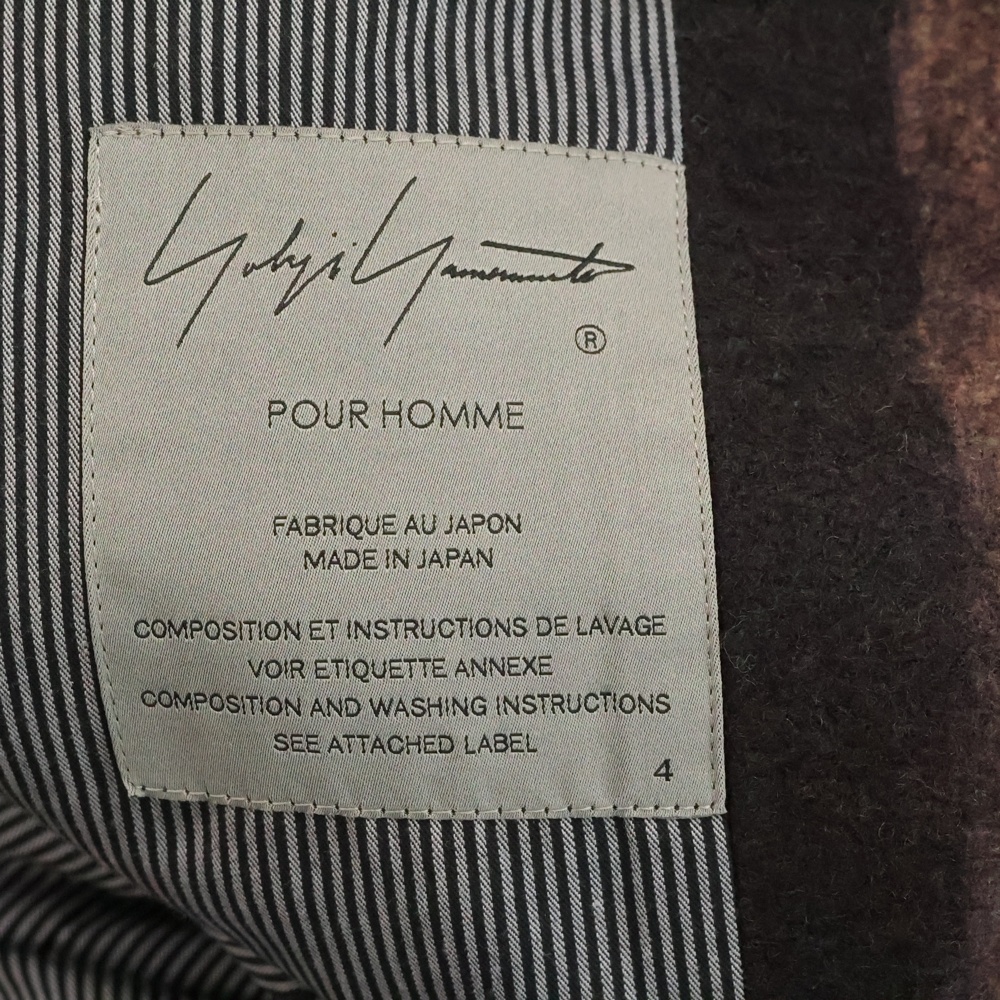 Yohji Yamamoto
®
POUR HOMME
FABRIQUE AU JAPON
MADE IN JAPAN
COMPOSITION ET INSTRUCTIONS DE LAVAGE
VOIR ETIQUETTE ANNEXE
COMPOSITION AND WASHING INSTRUCTIONS
SEE ATTACHED LABEL
4